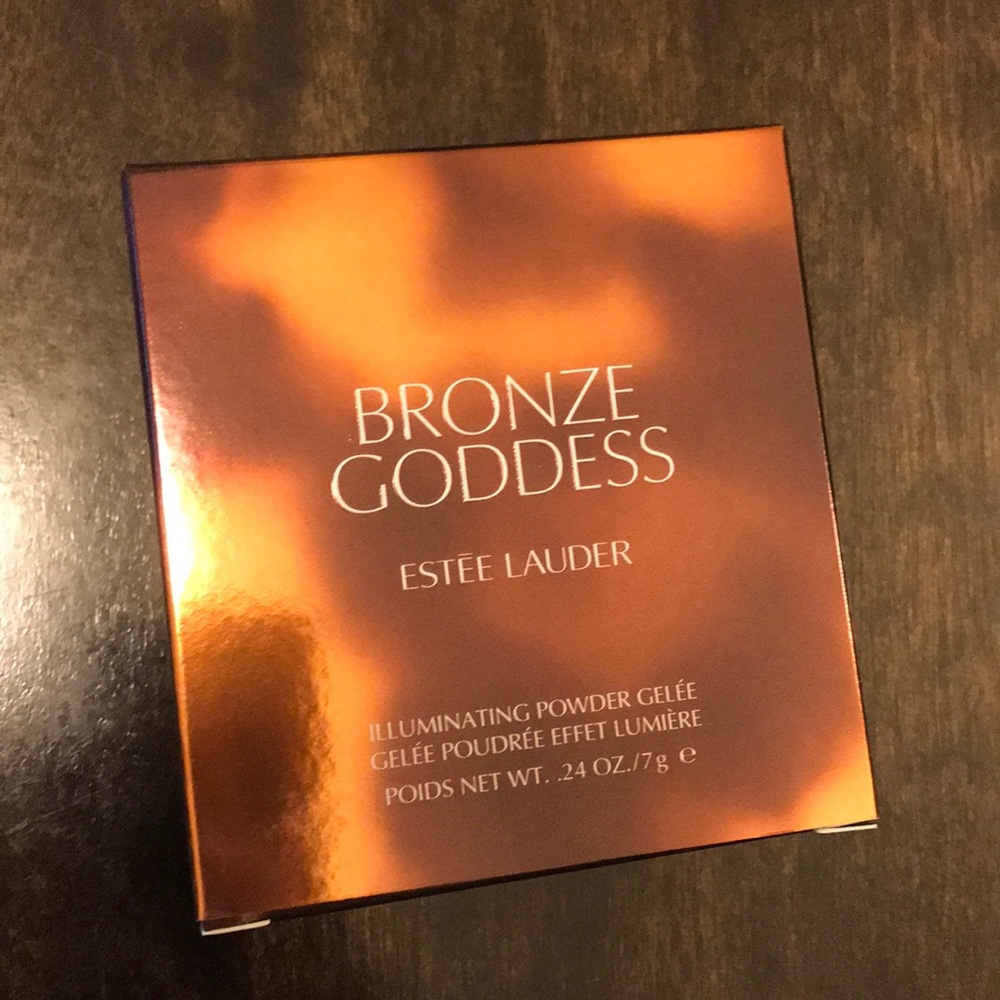 BRONZE
GODDESS
ESTĒE LAUDER
ILLUMINATING POWDER GELÉE
GELÉE POUDRÉE EFFET LUMIÈRE
POIDS NET WT. .24 OZ./7g ℮